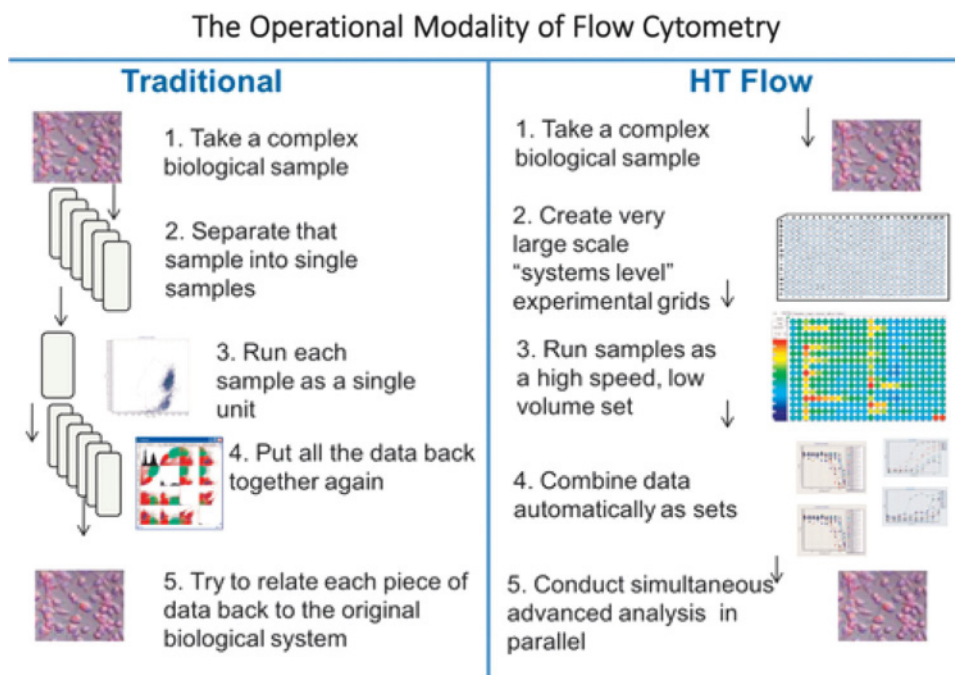 The Operational Modality of Flow Cytometry
Traditional
1. Take a complex
biological sample
2. Separate that
sample into single
samples
3. Run each
sample as a single
unit
4. Put all the data back
together again
5. Try to relate each piece of
data back to the original
biological system
HT Flow
1. Take a complex
biological sample
2. Create very
large scale
“systems level”
experimental grids
3. Run samples as
a high speed, low
volume set
4. Combine data
automatically as sets
5. Conduct simultaneous
advanced analysis in
parallel